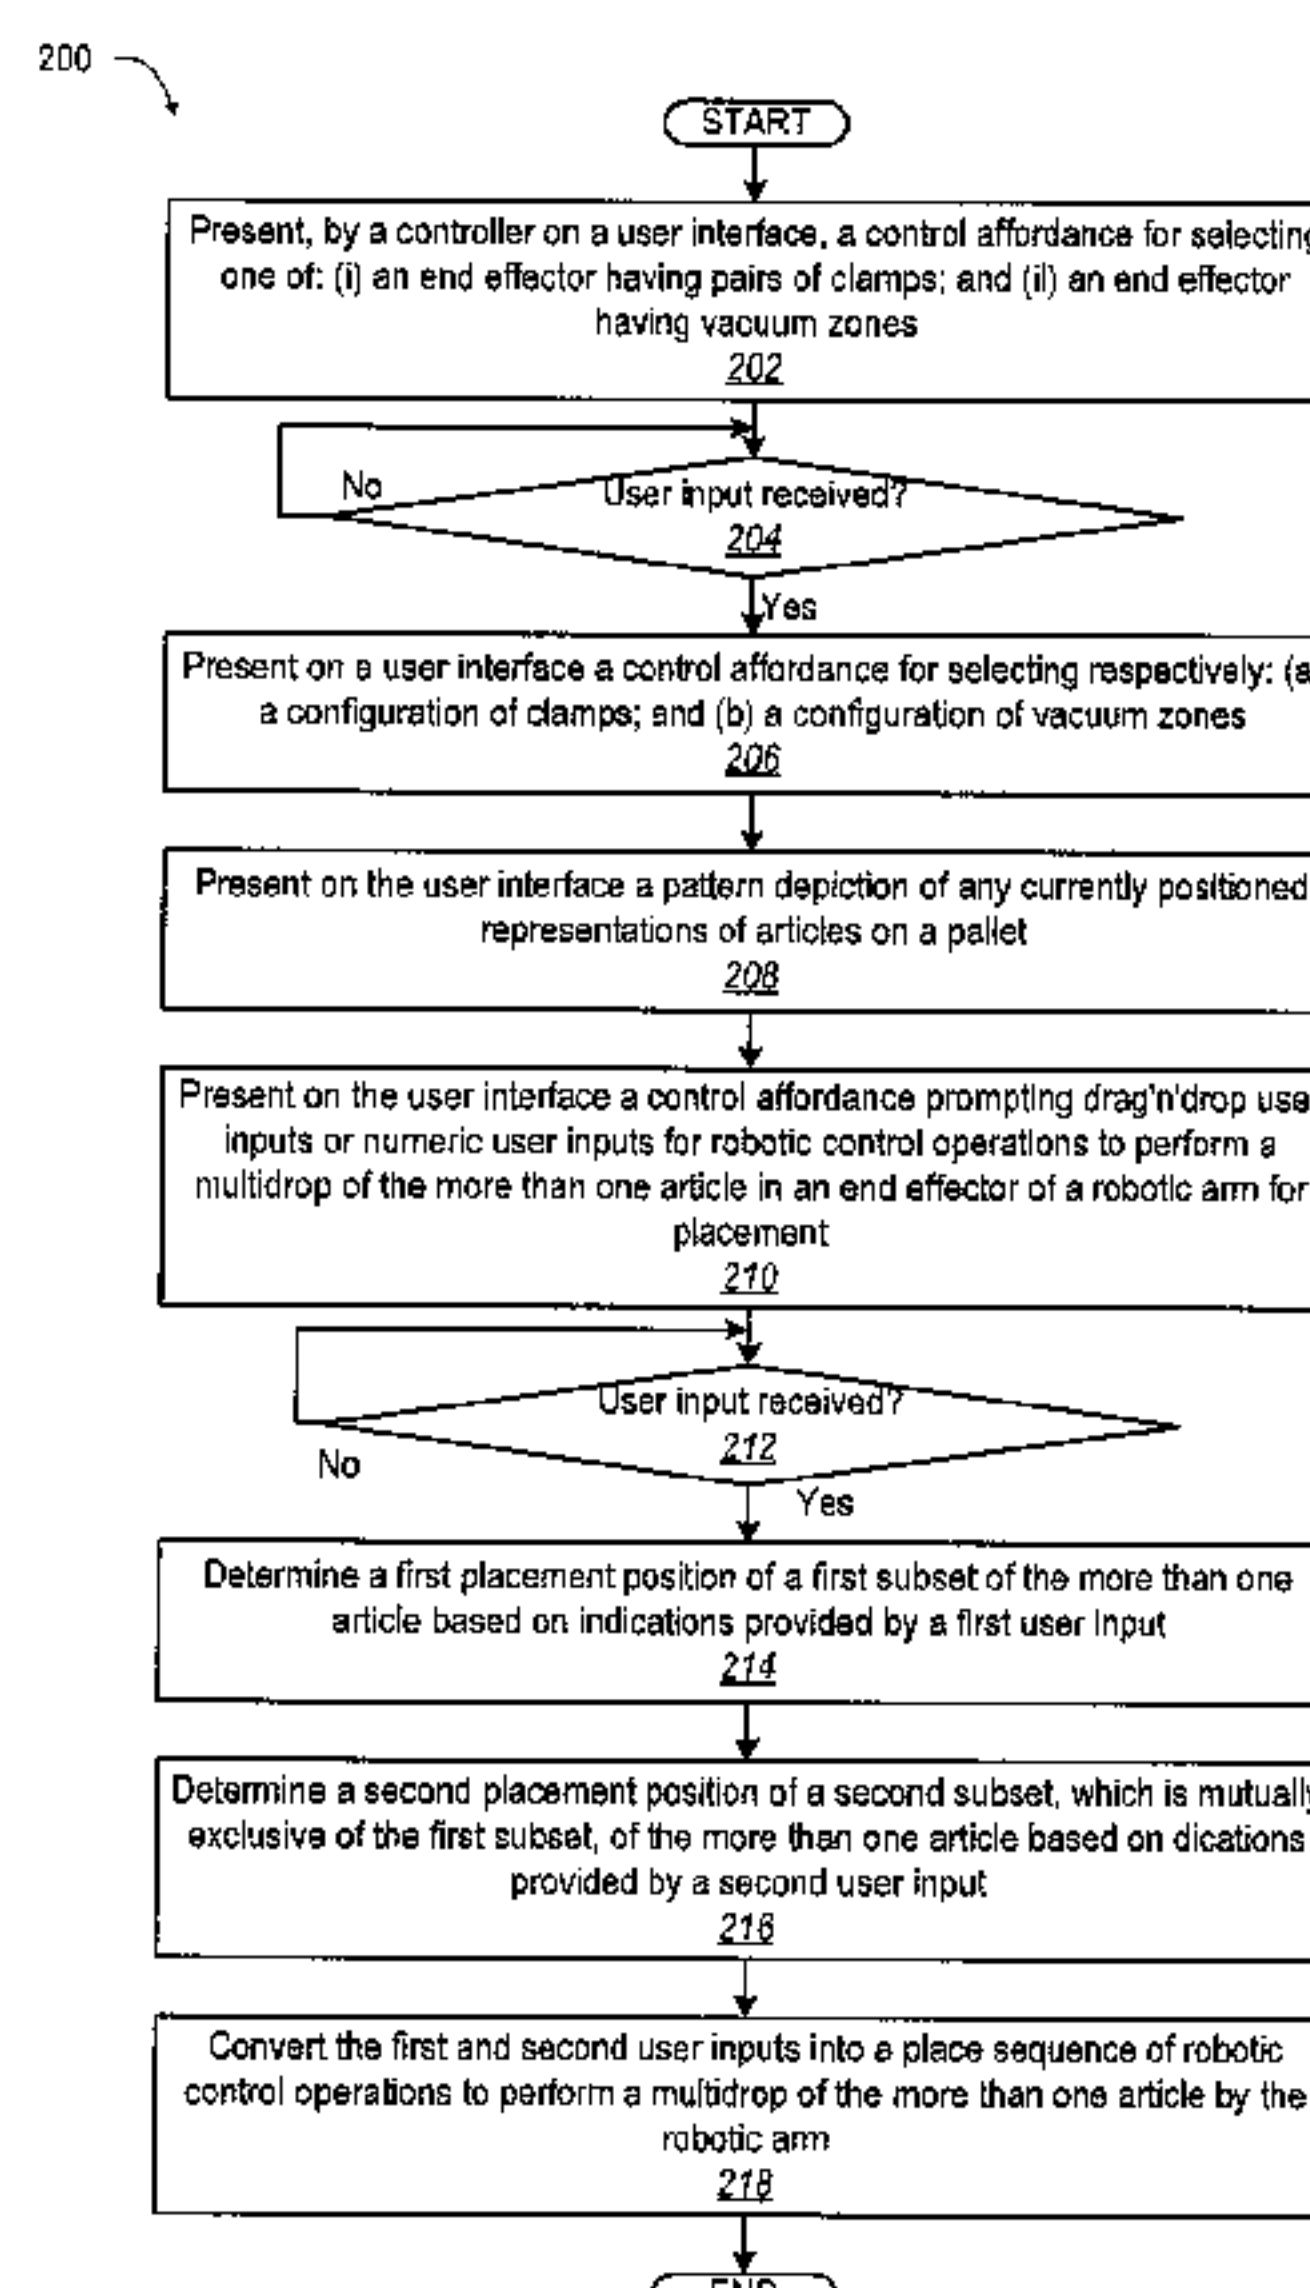 200
START
Present, by a controller on a user interface, a control affordance for selecting
one of: (i) an end effector having pairs of clamps; and (ii) an end effector
having vacuum zones
202
No
User input received?
204
Yes
Present on a user interface a control affordance for selecting respectively: (a
a configuration of clamps; and (b) a configuration of vacuum zones
206
Present on the user interface a pattern depiction of any currently positioned
representations of articles on a pallet
208
Present on the user interface a control affordance prompting drag'n'drop use
inputs or numeric user inputs for robotic control operations to perform a
multidrop of the more than one article in an end effector of a robotic arm for
placement
210
User input received?
212
No
Yes
Determine a first placement position of a first subset of the more than one
article based on indications provided by a first user input
214
Determine a second placement position of a second subset, which is mutually
exclusive of the first subset, of the more than one article based on dications
provided by a second user input
216
Convert the first and second user inputs into a place sequence of robotic
control operations to perform a multidrop of the more than one article by the
robotic arm
218
END